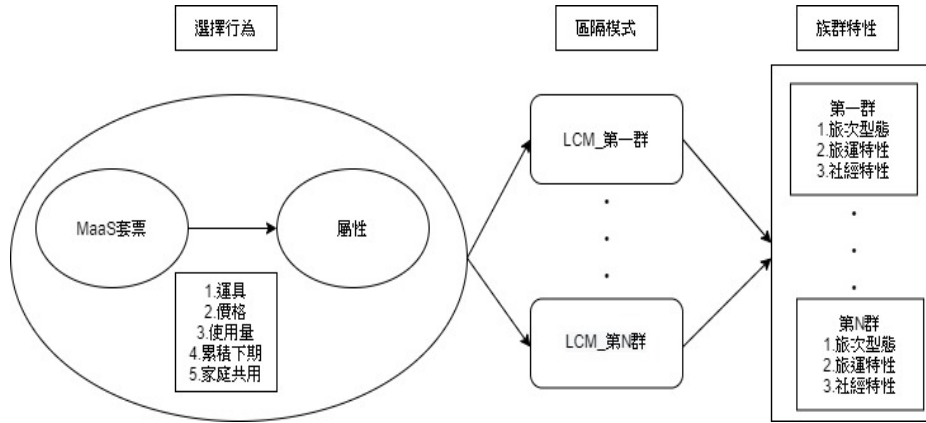 選擇行為
區隔模式
族群特性
MaaS套票
屬性
1.運具
2.價格
3.使用量
4.累積下期
5.家庭共用
LCM_第一群
LCM_第N群
第一群
1.旅次型態
2.旅運特性
3.社經特性
第N群
1.旅次型態
2.旅運特性
3.社經特性